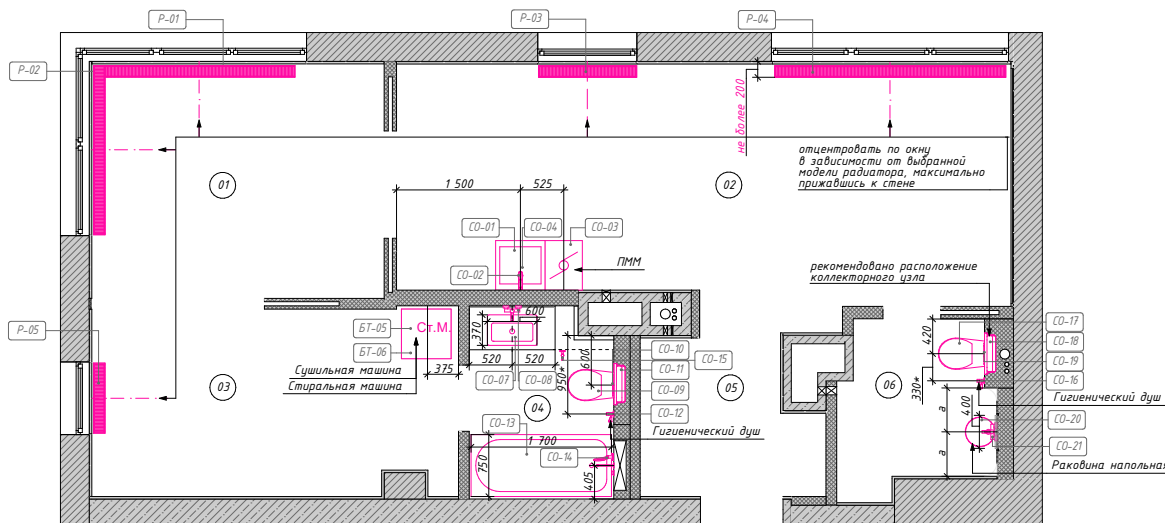 Р-01
Р-03
Р-04
Р-02
не более 200
отцентровать по окну
в зависимости от выбранной
модели радиатора, максимально
прижавшись к стене
01
02
1 500
525
СО-01
СО-04
СО-03
СО-02
ПММ
рекомендовано расположение
коллекторного узла
Р-05
БТ-05
Ст.М.
БТ-06
Сушильная машина
Стиральная машина
375
370
600
520
520
СО-07
СО-08
950*
600
СО-10
СО-15
СО-11
СО-09
СО-12
Гигиенический душ
03
04
05
06
СО-13
1 700
750
СО-14
405
420
330*
СО-17
СО-18
СО-19
СО-16
Гигиенический душ
а
400
а
СО-20
СО-21
Раковина напольная